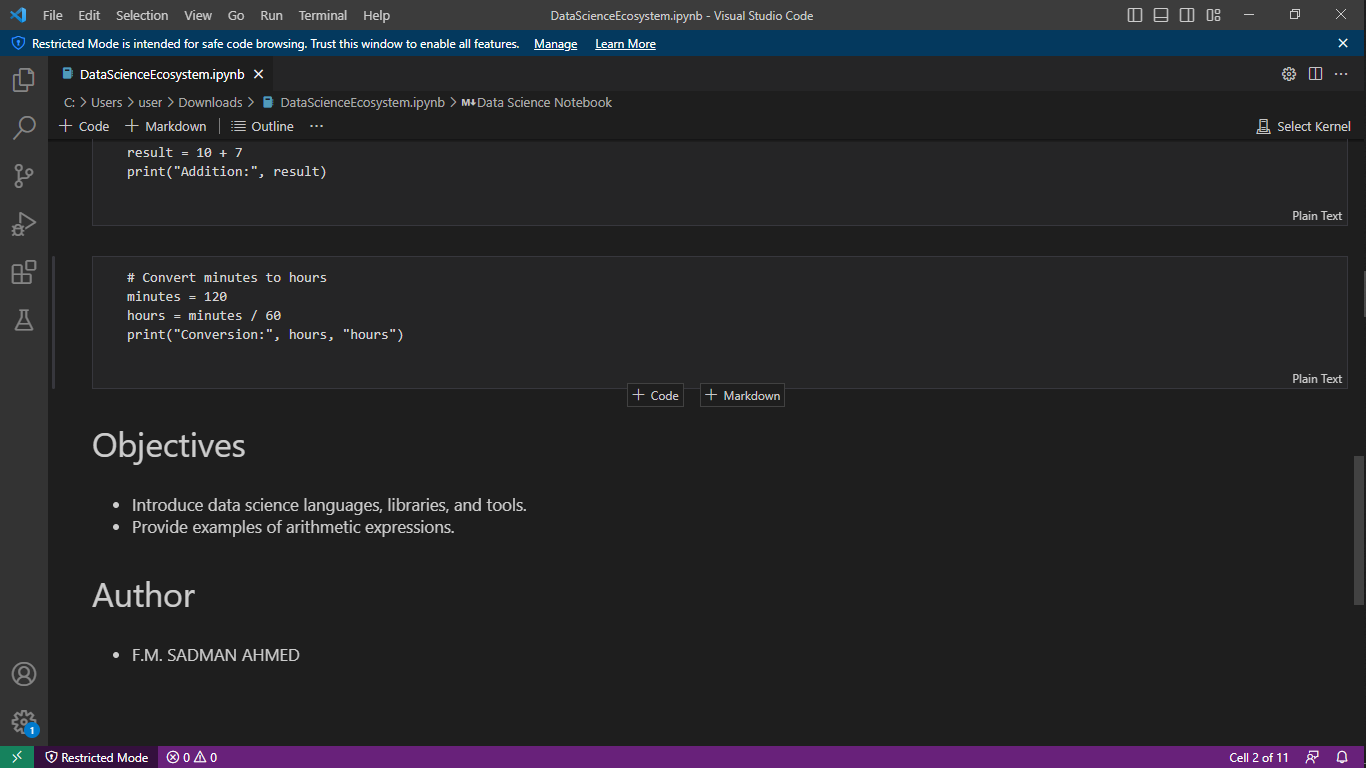 File Edit Selection View Go Run Terminal Help DataScienceEcosystem.ipynb - Visual Studio Code
Restricted Mode is intended for safe code browsing. Trust this window to enable all features. Manage Learn More
DataScienceEcosystem.ipynb
C: > Users > user > Downloads > DataScienceEcosystem.ipynb > M↓Data Science Notebook
+ Code + Markdown Outline ··· Select Kernel
result = 10 + 7
print("Addition:", result)
Plain Text
# Convert minutes to hours
minutes = 120
hours = minutes / 60
print("Conversion:", hours, "hours")
Plain Text
+ Code + Markdown
Objectives
• Introduce data science languages, libraries, and tools.
• Provide examples of arithmetic expressions.
Author
• F.M. SADMAN AHMED
1
Restricted Mode 0 0 Cell 2 of 11